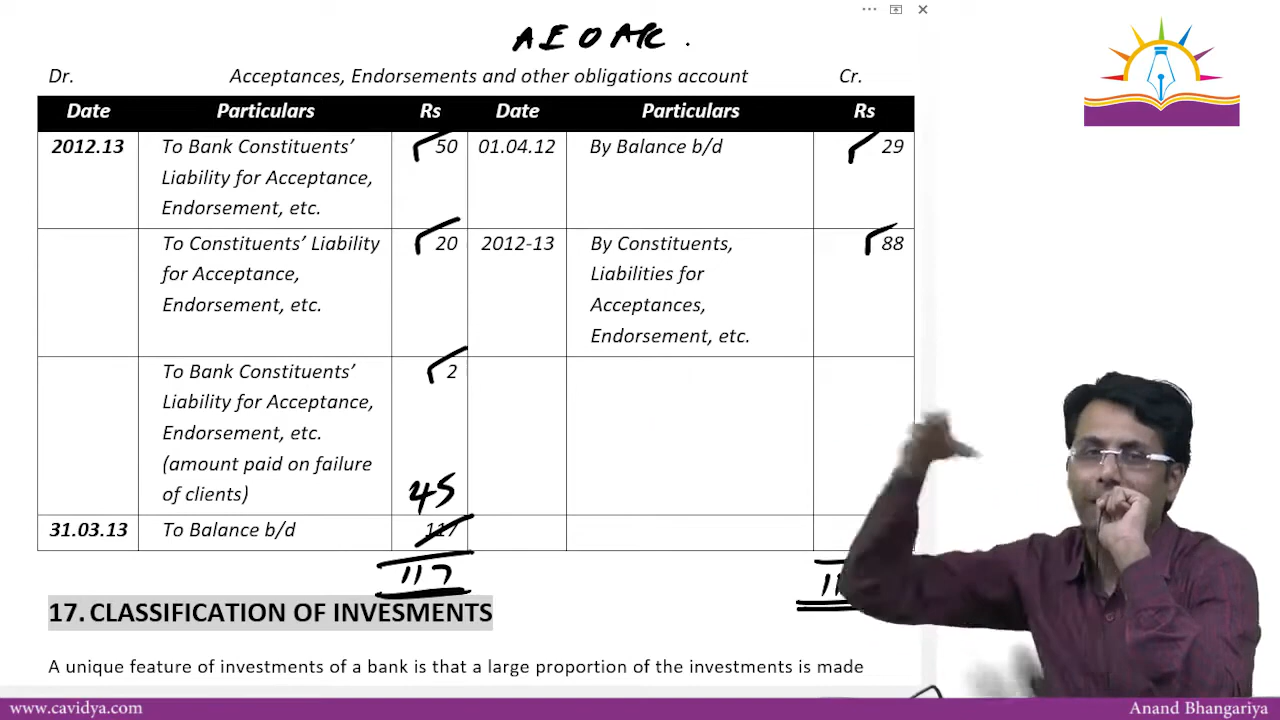 A E O A/C .
Dr. Acceptances, Endorsements and other obligations account Cr.
Date Particulars Rs Date Particulars Rs
2012.13 To Bank Constituents’ 50 01.04.12 By Balance b/d 29
Liability for Acceptance,
Endorsement, etc.
To Constituents’ Liability 20 2012-13 By Constituents, 88
for Acceptance, Liabilities for
Endorsement, etc. Acceptances,
Endorsement, etc.
To Bank Constituents’ 2
Liability for Acceptance,
Endorsement, etc.
(amount paid on failure
of clients) 45
31.03.13 To Balance b/d 117
117
17. CLASSIFICATION OF INVESMENTS
A unique feature of investments of a bank is that a large proportion of the investments is made
www.cavidya.com Anand Bhangariya